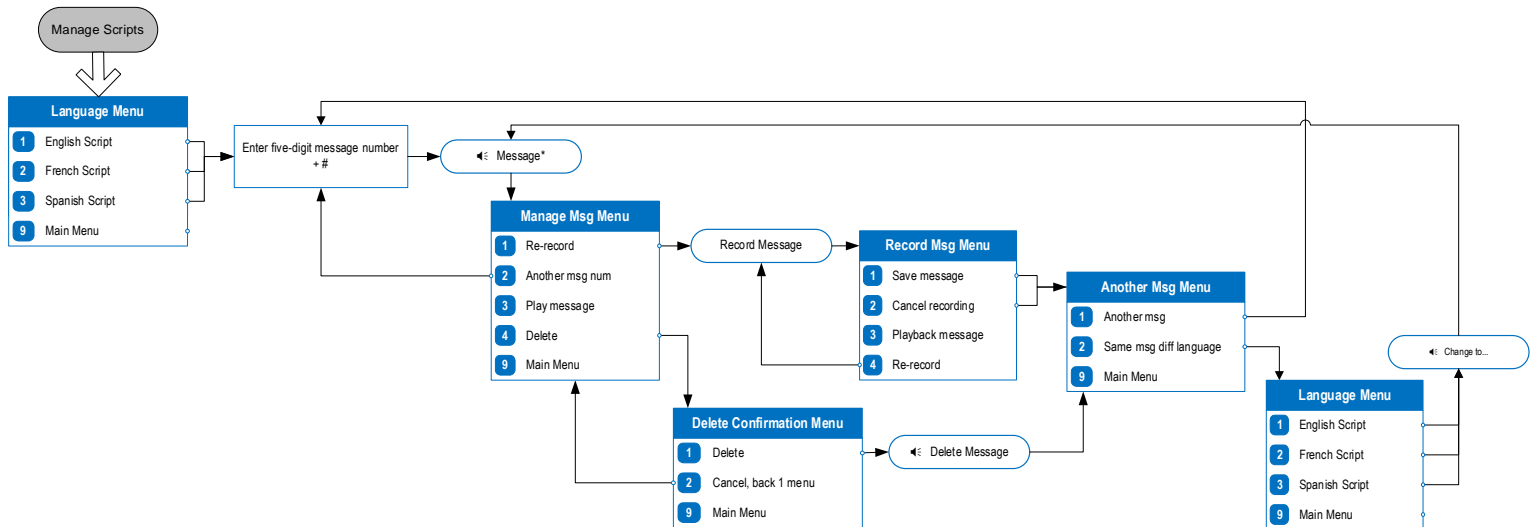 Manage Scripts
Language Menu
1 English Script
2 French Script
3 Spanish Script
9 Main Menu
Enter five-digit message number
+ #
Message*
Manage Msg Menu
1 Re-record
2 Another msg num
3 Play message
4 Delete
9 Main Menu
Record Message
Record Msg Menu
1 Save message
2 Cancel recording
3 Playback message
4 Re-record
Another Msg Menu
1 Another msg
2 Same msg diff language
9 Main Menu
Change to...
Delete Confirmation Menu
1 Delete
2 Cancel, back 1 menu
9 Main Menu
Delete Message
Language Menu
1 English Script
2 French Script
3 Spanish Script
9 Main Menu